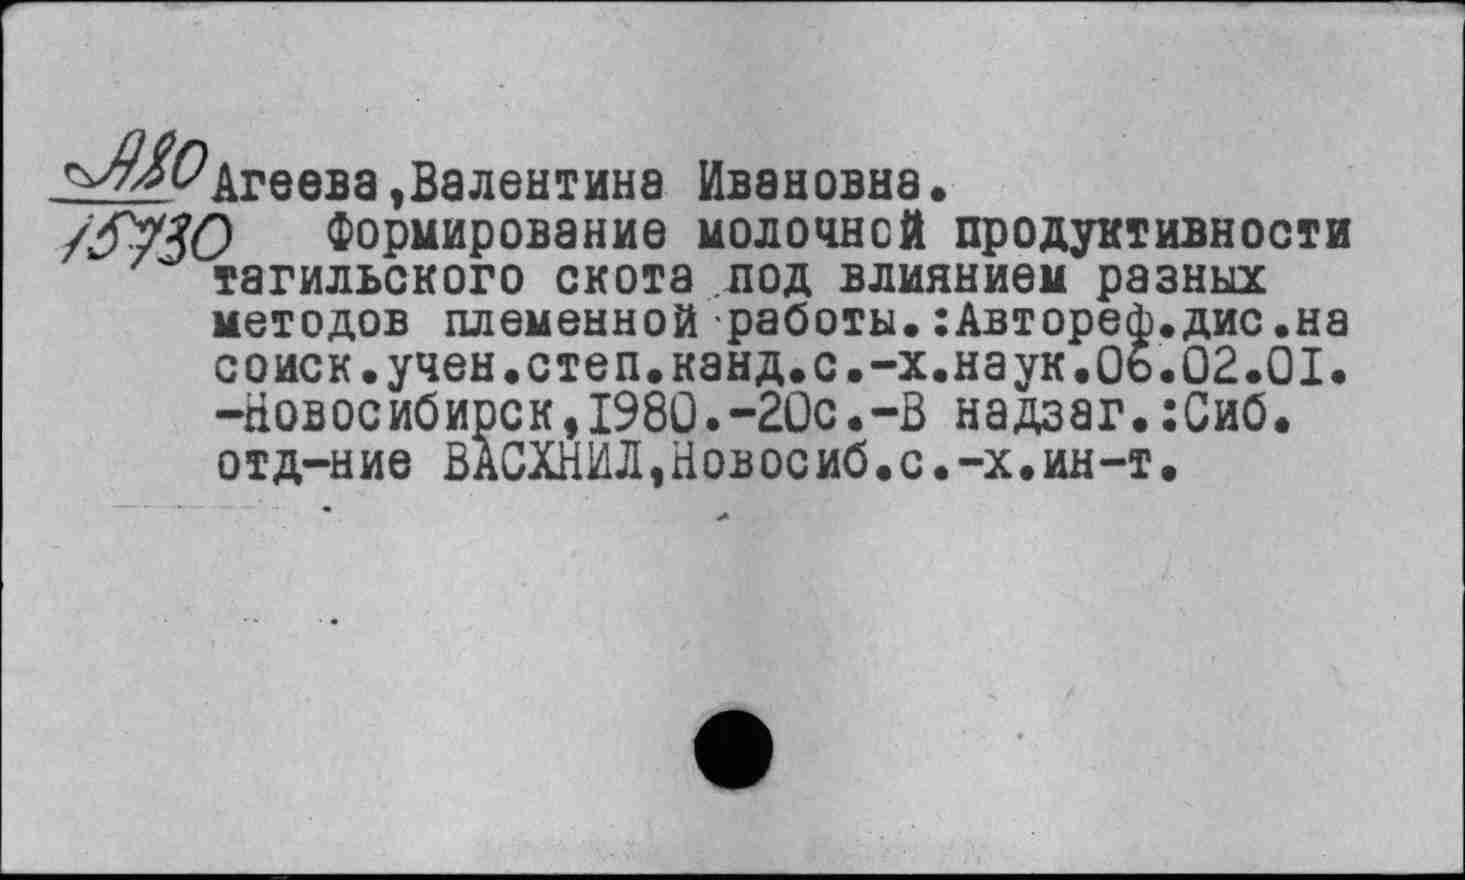 А80 Агеева,Валентина Ивановна.
15730 Формирование молочной продуктивности
тагильского скота под влиянием разных
методов племенной работы.:Автореф.дис.на
соиск.учен.степ.канд.с.-х.наук.06.02.01.
-Новосибирск,1980.-20с.-В надзаг.:Сиб.
отд-ние ВАСХНИЛ,Новосиб.с.-х.ин-т.